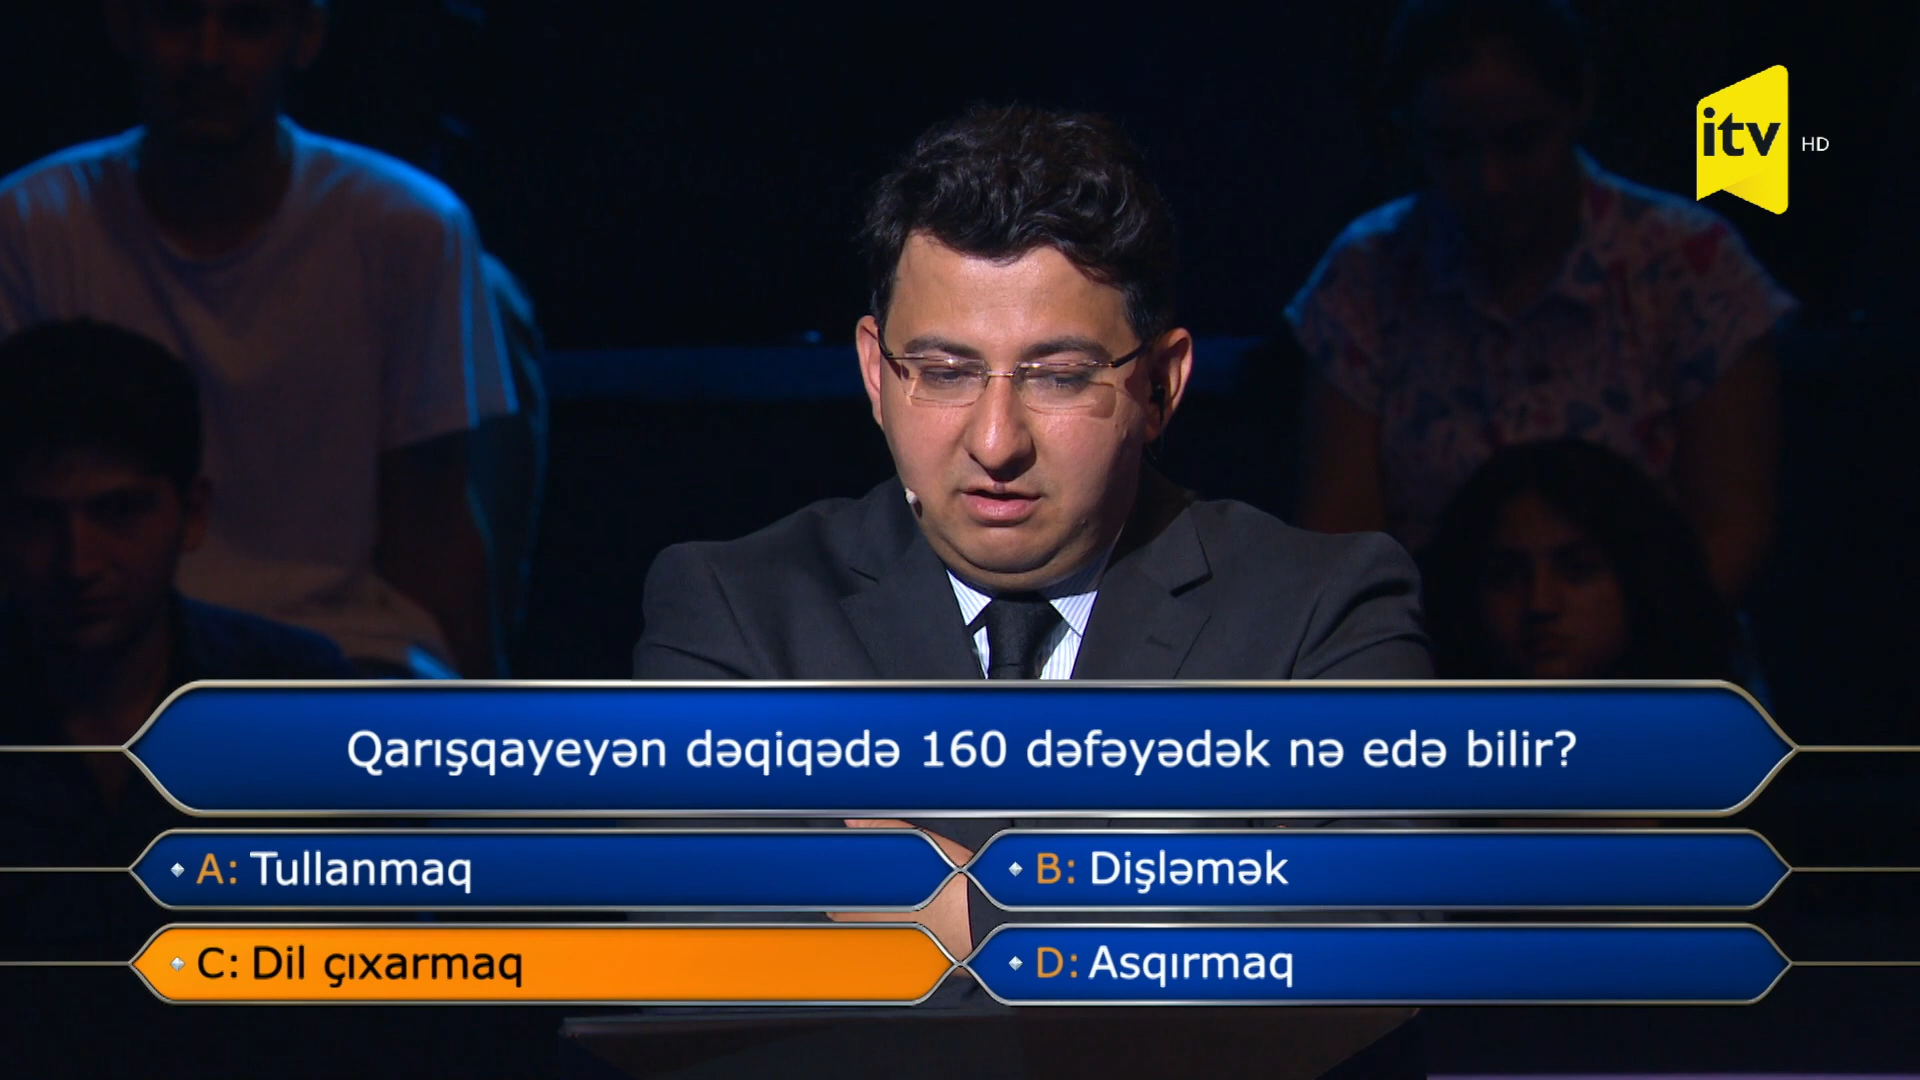 itv HD
Qarışqayeyən dəqiqədə 160 dəfəyədək nə edə bilir?
A: Tullanmaq
B: Dişləmək
C: Dil çıxarmaq
D: Asqırmaq